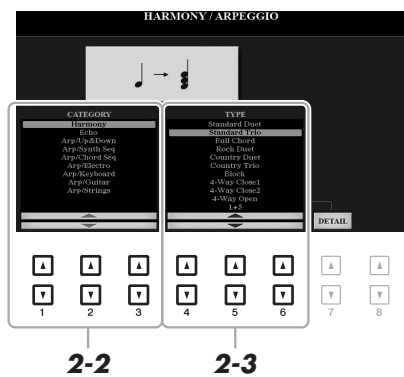 HARMONY / ARPEGGIO
CATEGORY
Harmony
Echo
Arp/Up&Down
Arp/Synth Seq
Arp/Chord Seq
Arp/Electro
Arp/Keyboard
Arp/Guitar
Arp/Strings
TYPE
Standard Duet
Standard Trio
Full Chord
Rock Duet
Country Duet
Country Trio
Block
4-Way Close1
4-Way Close2
4-Way Open
1+5
DETAIL
1 2 3 4 5 6 7 8
2-2 2-3